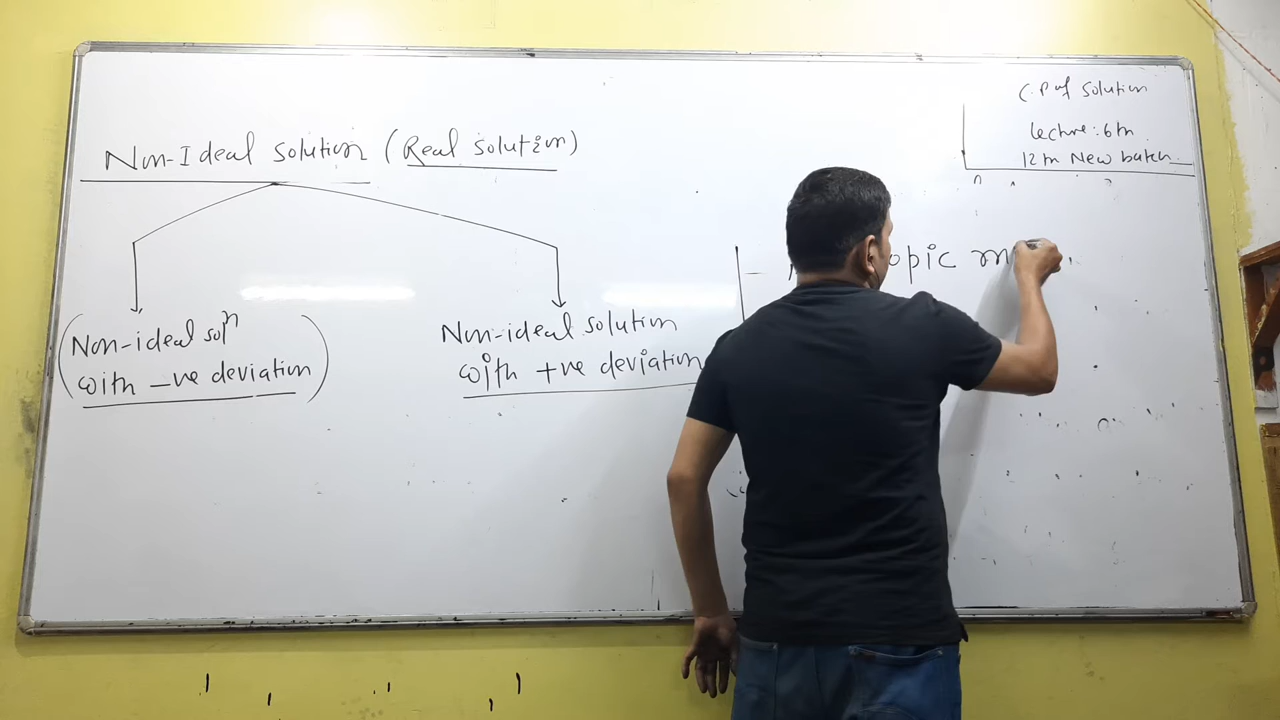 Non-Ideal solution (Real solution)
Non-ideal solⁿ
with -ve deviation
Non-ideal solution
with +ve deviation
C.P of solution
lecture: 6th
12th New batch
opic m